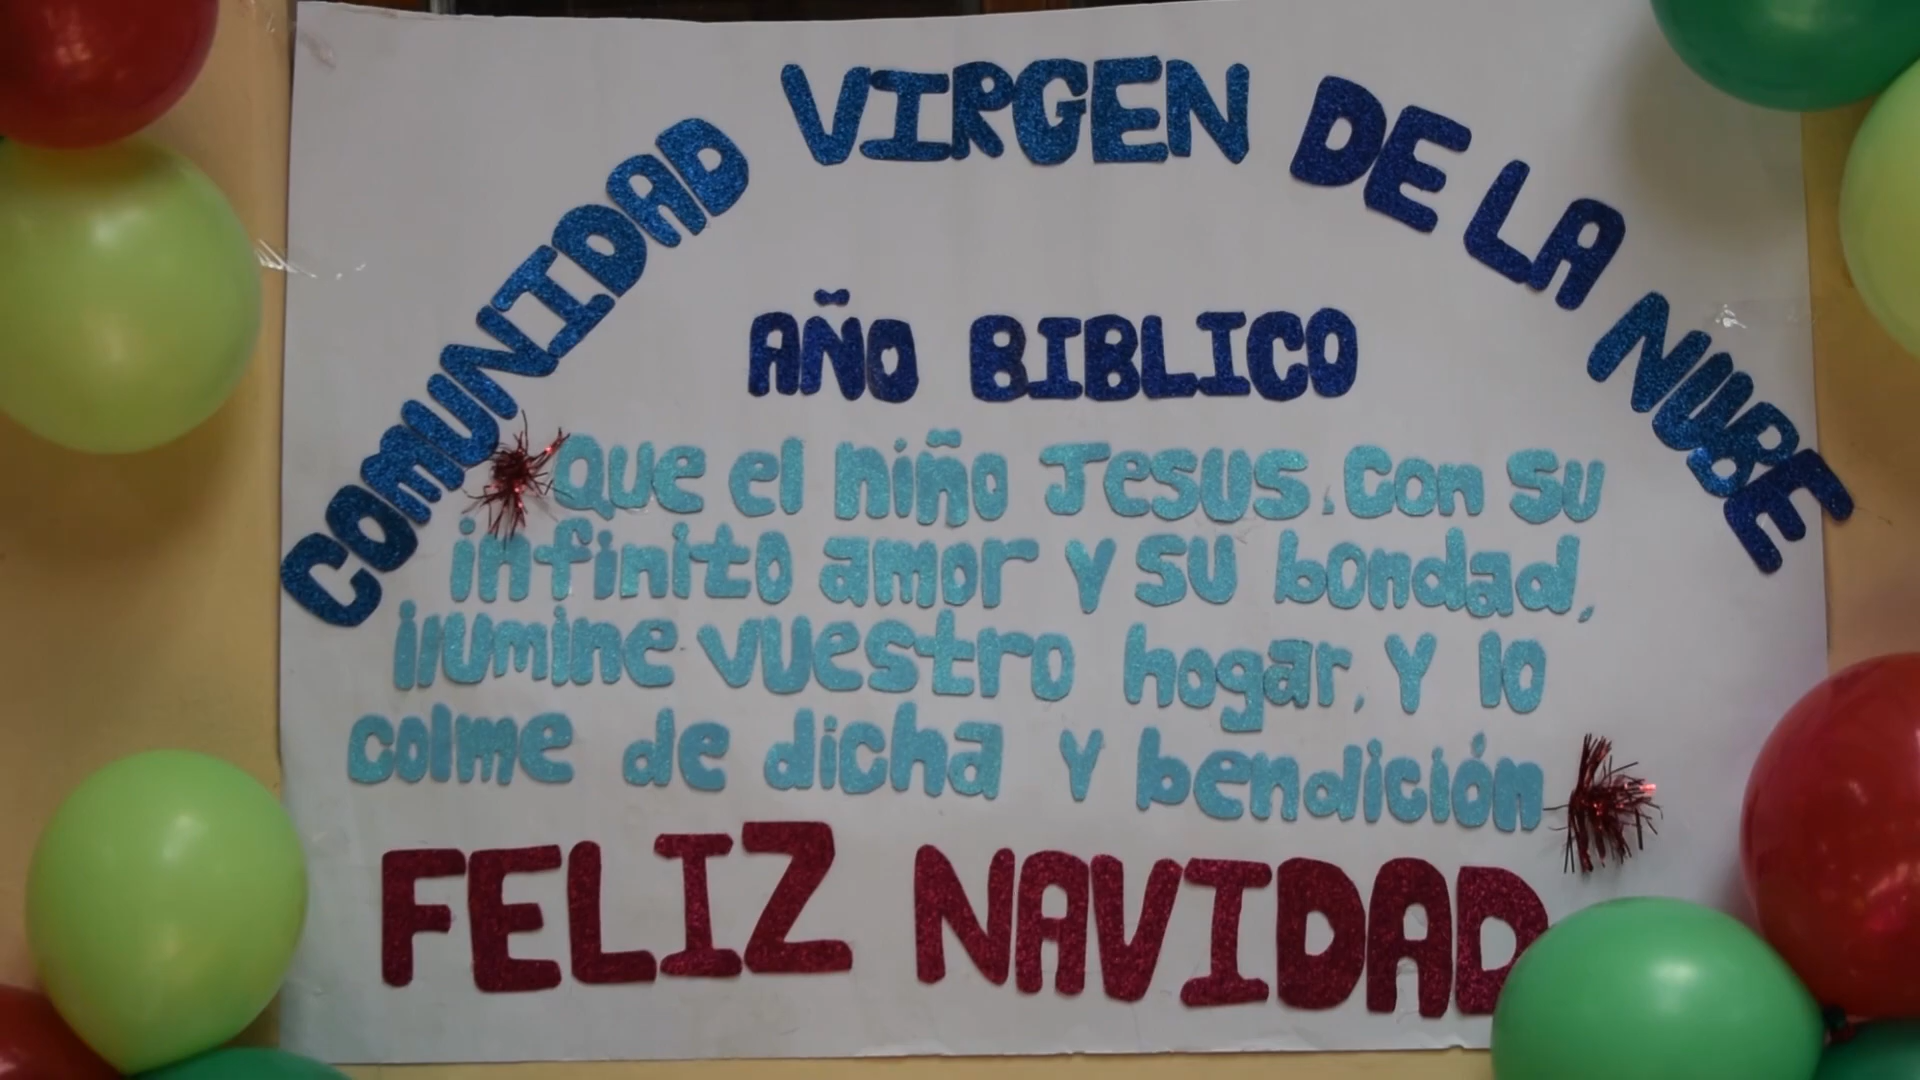 COMUNIDAD VIRGEN DE LA NUBE
AÑO BIBLICO
Que el niño Jesus, Con su
infinito amor y su bondad,
ilumine vuestro hogar, Y lo
colme de dicha y bendición
FELIZ NAVIDAD